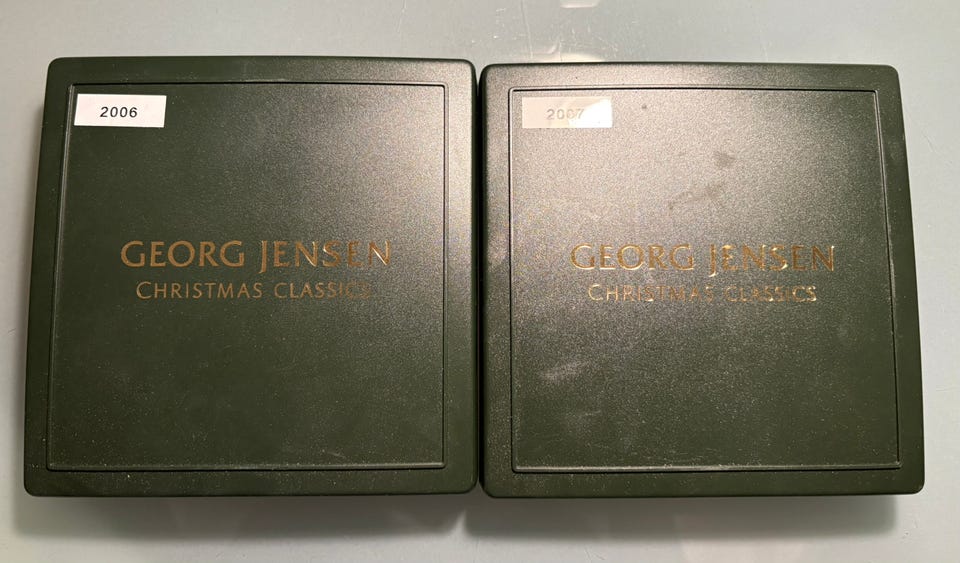 2006
GEORG JENSEN
CHRISTMAS CLASSICS
2007
GEORG JENSEN
CHRISTMAS CLASSICS